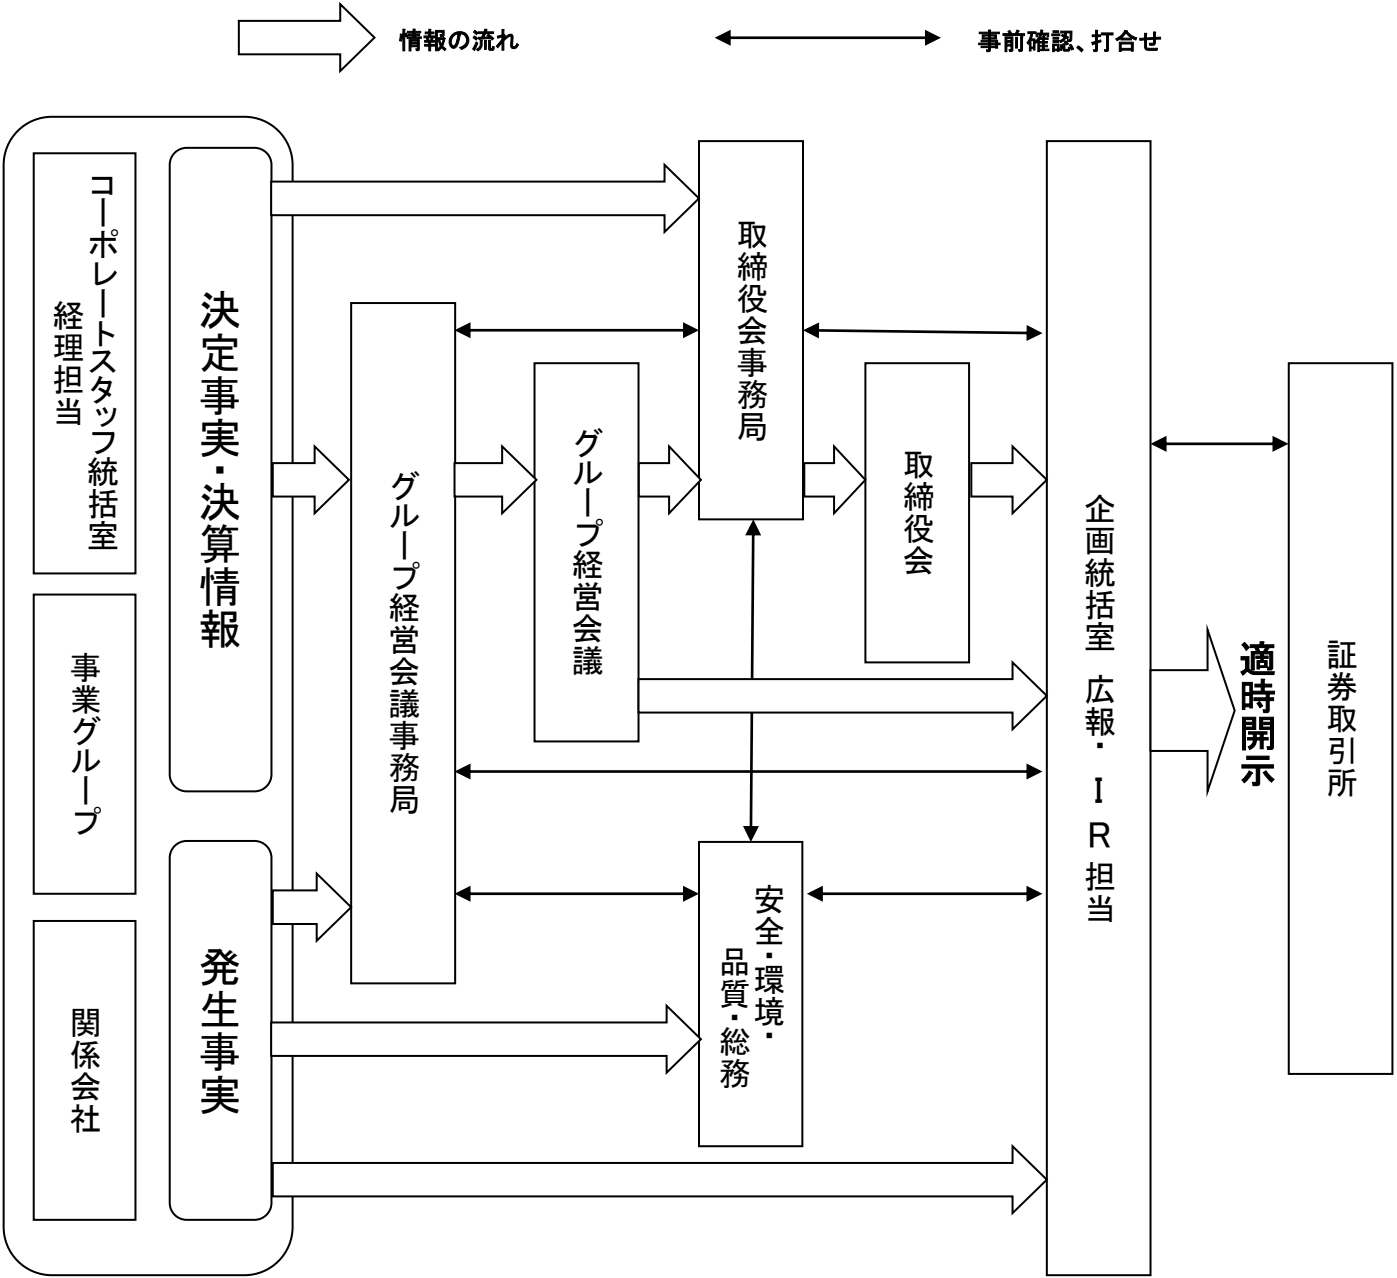 情報の流れ
事前確認、打合せ
コーポレートスタッフ統括室
経理担当
事業グループ
関係会社
決定事実・決算情報
発生事実
グループ経営会議事務局
グループ経営会議
取締役会事務局
安全・環境・
品質・総務
取締役会
企画統括室 広報・ＩＲ担当
適時開示
証券取引所